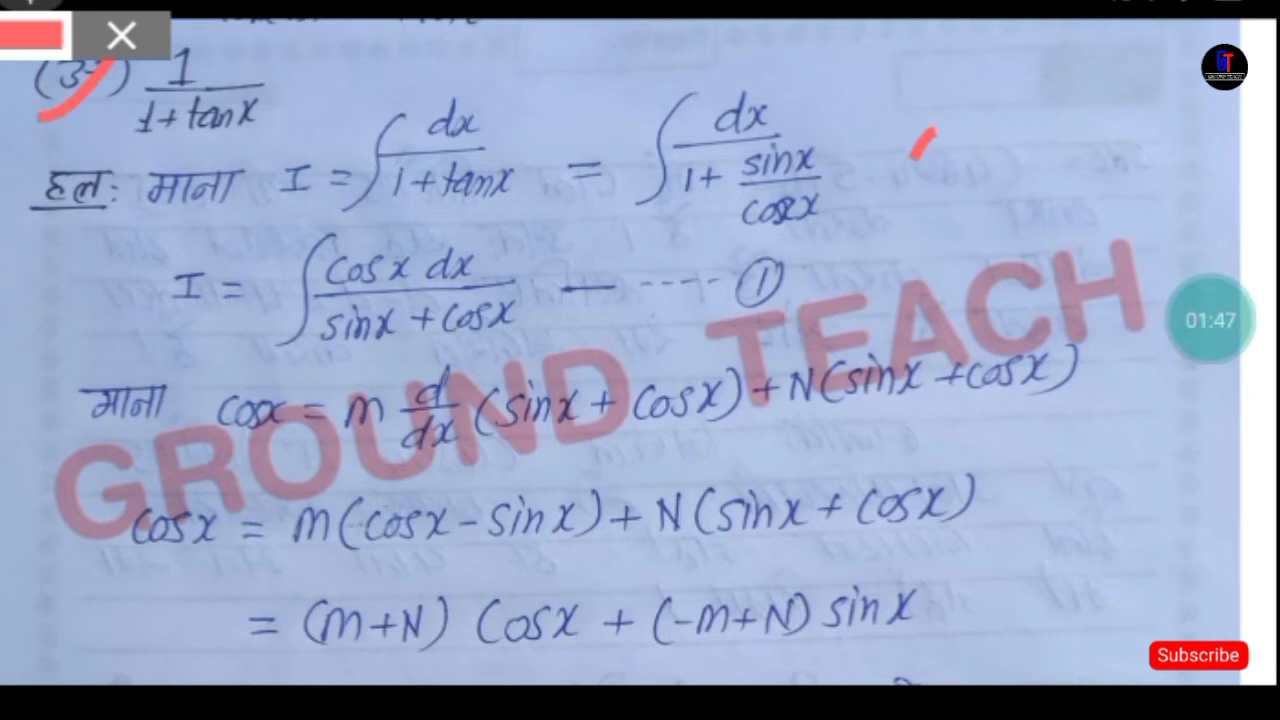 1
1+tanx
हल: माना I = ∫ dx / 1+tanx = ∫ dx / 1+ sinx / cosx
I = ∫ cosx dx / sinx + cosx — ---- ①
माना cosx = m d/dx (sinx + cosx) + N(sinx + cosx)
cosx = m(cosx - sinx) + N(sinx + cosx)
= (m+N) cosx + (-m+N) sinx
GROUND TEACH
01:47
Subscribe